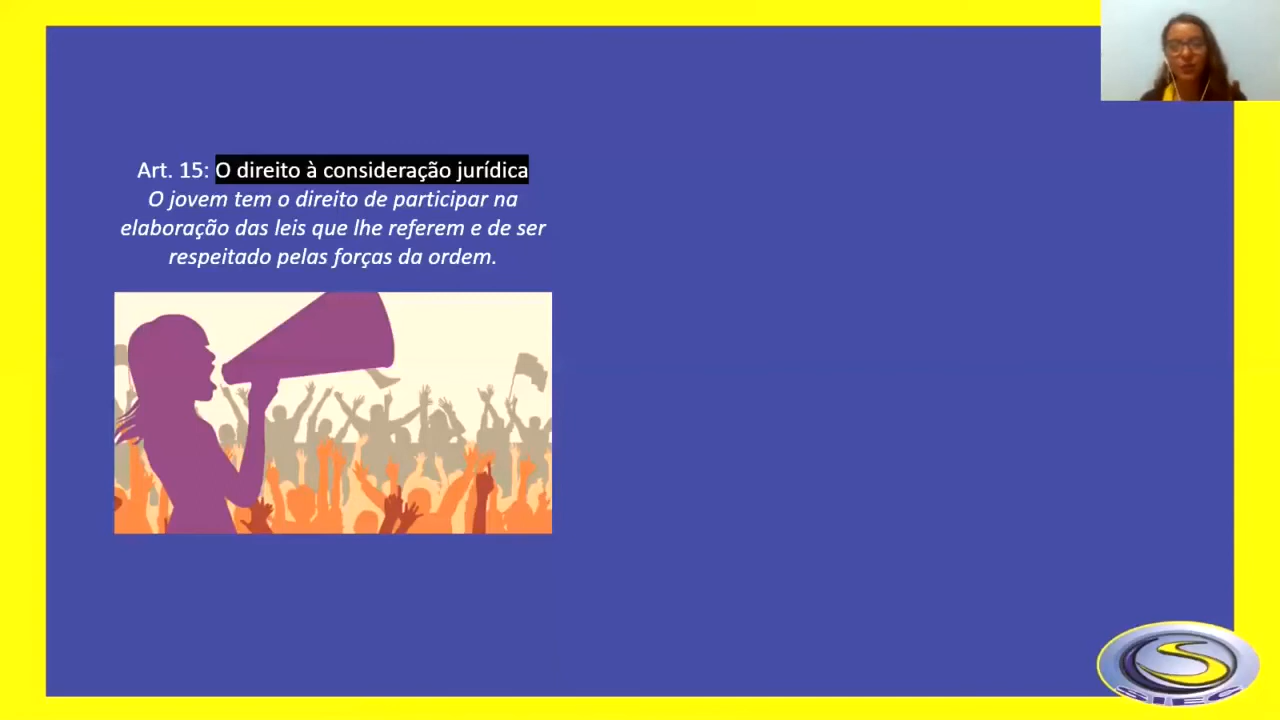 Art. 15: O direito à consideração jurídica
O jovem tem o direito de participar na
elaboração das leis que lhe referem e de ser
respeitado pelas forças da ordem.
SIEC